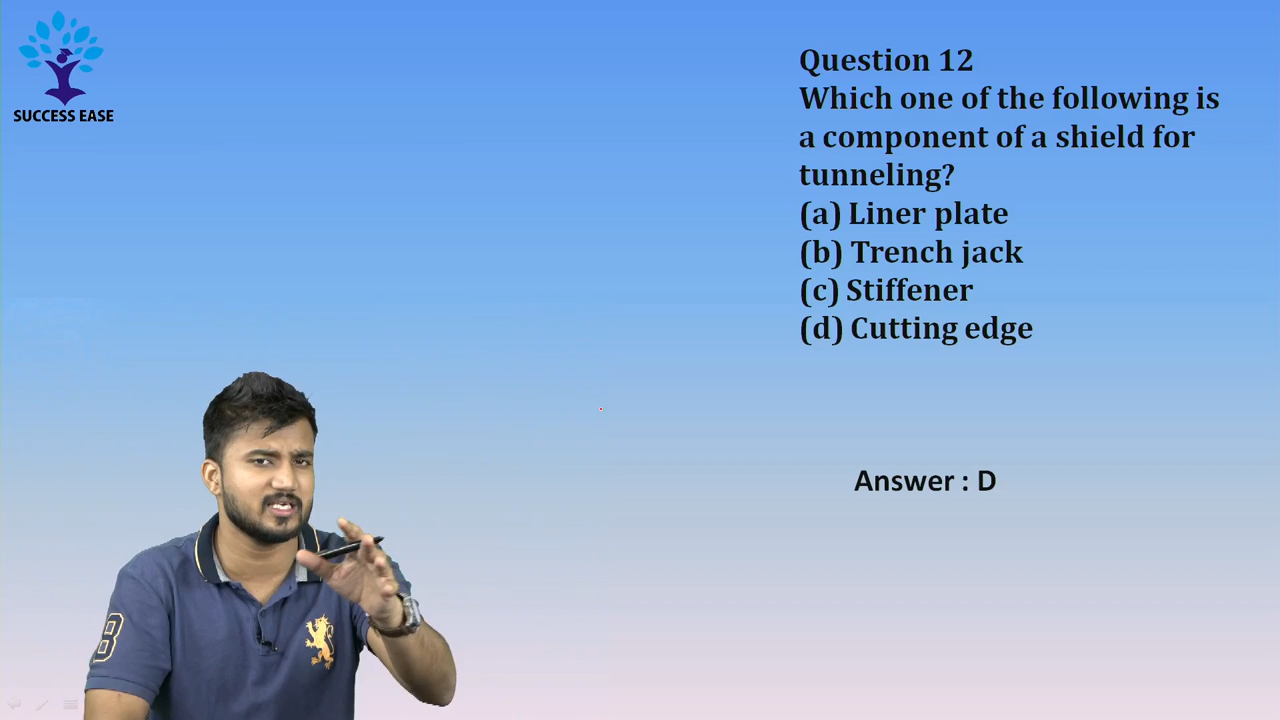 SUCCESS EASE
Question 12
Which one of the following is
a component of a shield for
tunneling?
(a) Liner plate
(b) Trench jack
(c) Stiffener
(d) Cutting edge
Answer : D
8